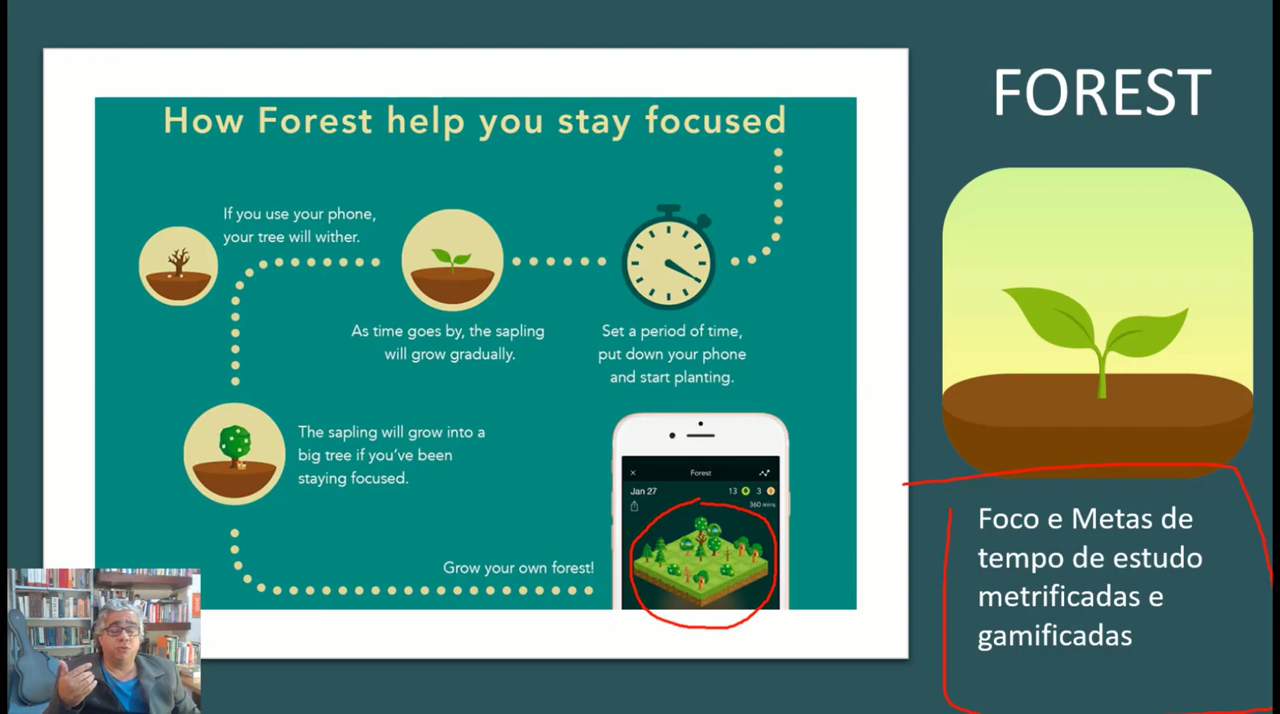 How Forest help you stay focused
If you use your phone,
your tree will wither.
As time goes by, the sapling
will grow gradually.
Set a period of time,
put down your phone
and start planting.
The sapling will grow into a
big tree if you've been
staying focused.
Grow your own forest!
Forest
Jan 27
13 3
360 mins
FOREST
Foco e Metas de
tempo de estudo
metrificadas e
gamificadas